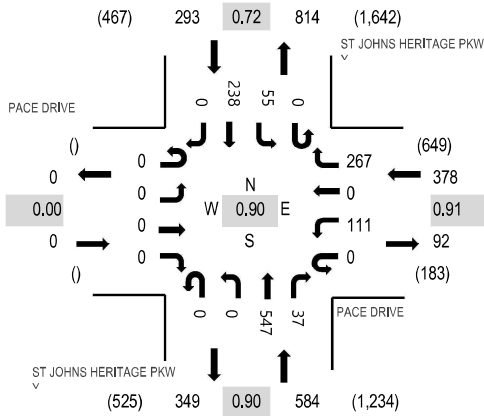 (467) 293 0.72 814 (1,642)
ST JOHNS HERITAGE PKW
Y
0 238 55 0
PACE DRIVE
() 0 267 (649)
0 0 N 0 378
0.00 W 0.90 E 0.91
0 0 S 111 92
() 0 0 (183)
0 0 547 37
PACE DRIVE
ST JOHNS HERITAGE PKW
Y
(525) 349 0.90 584 (1,234)